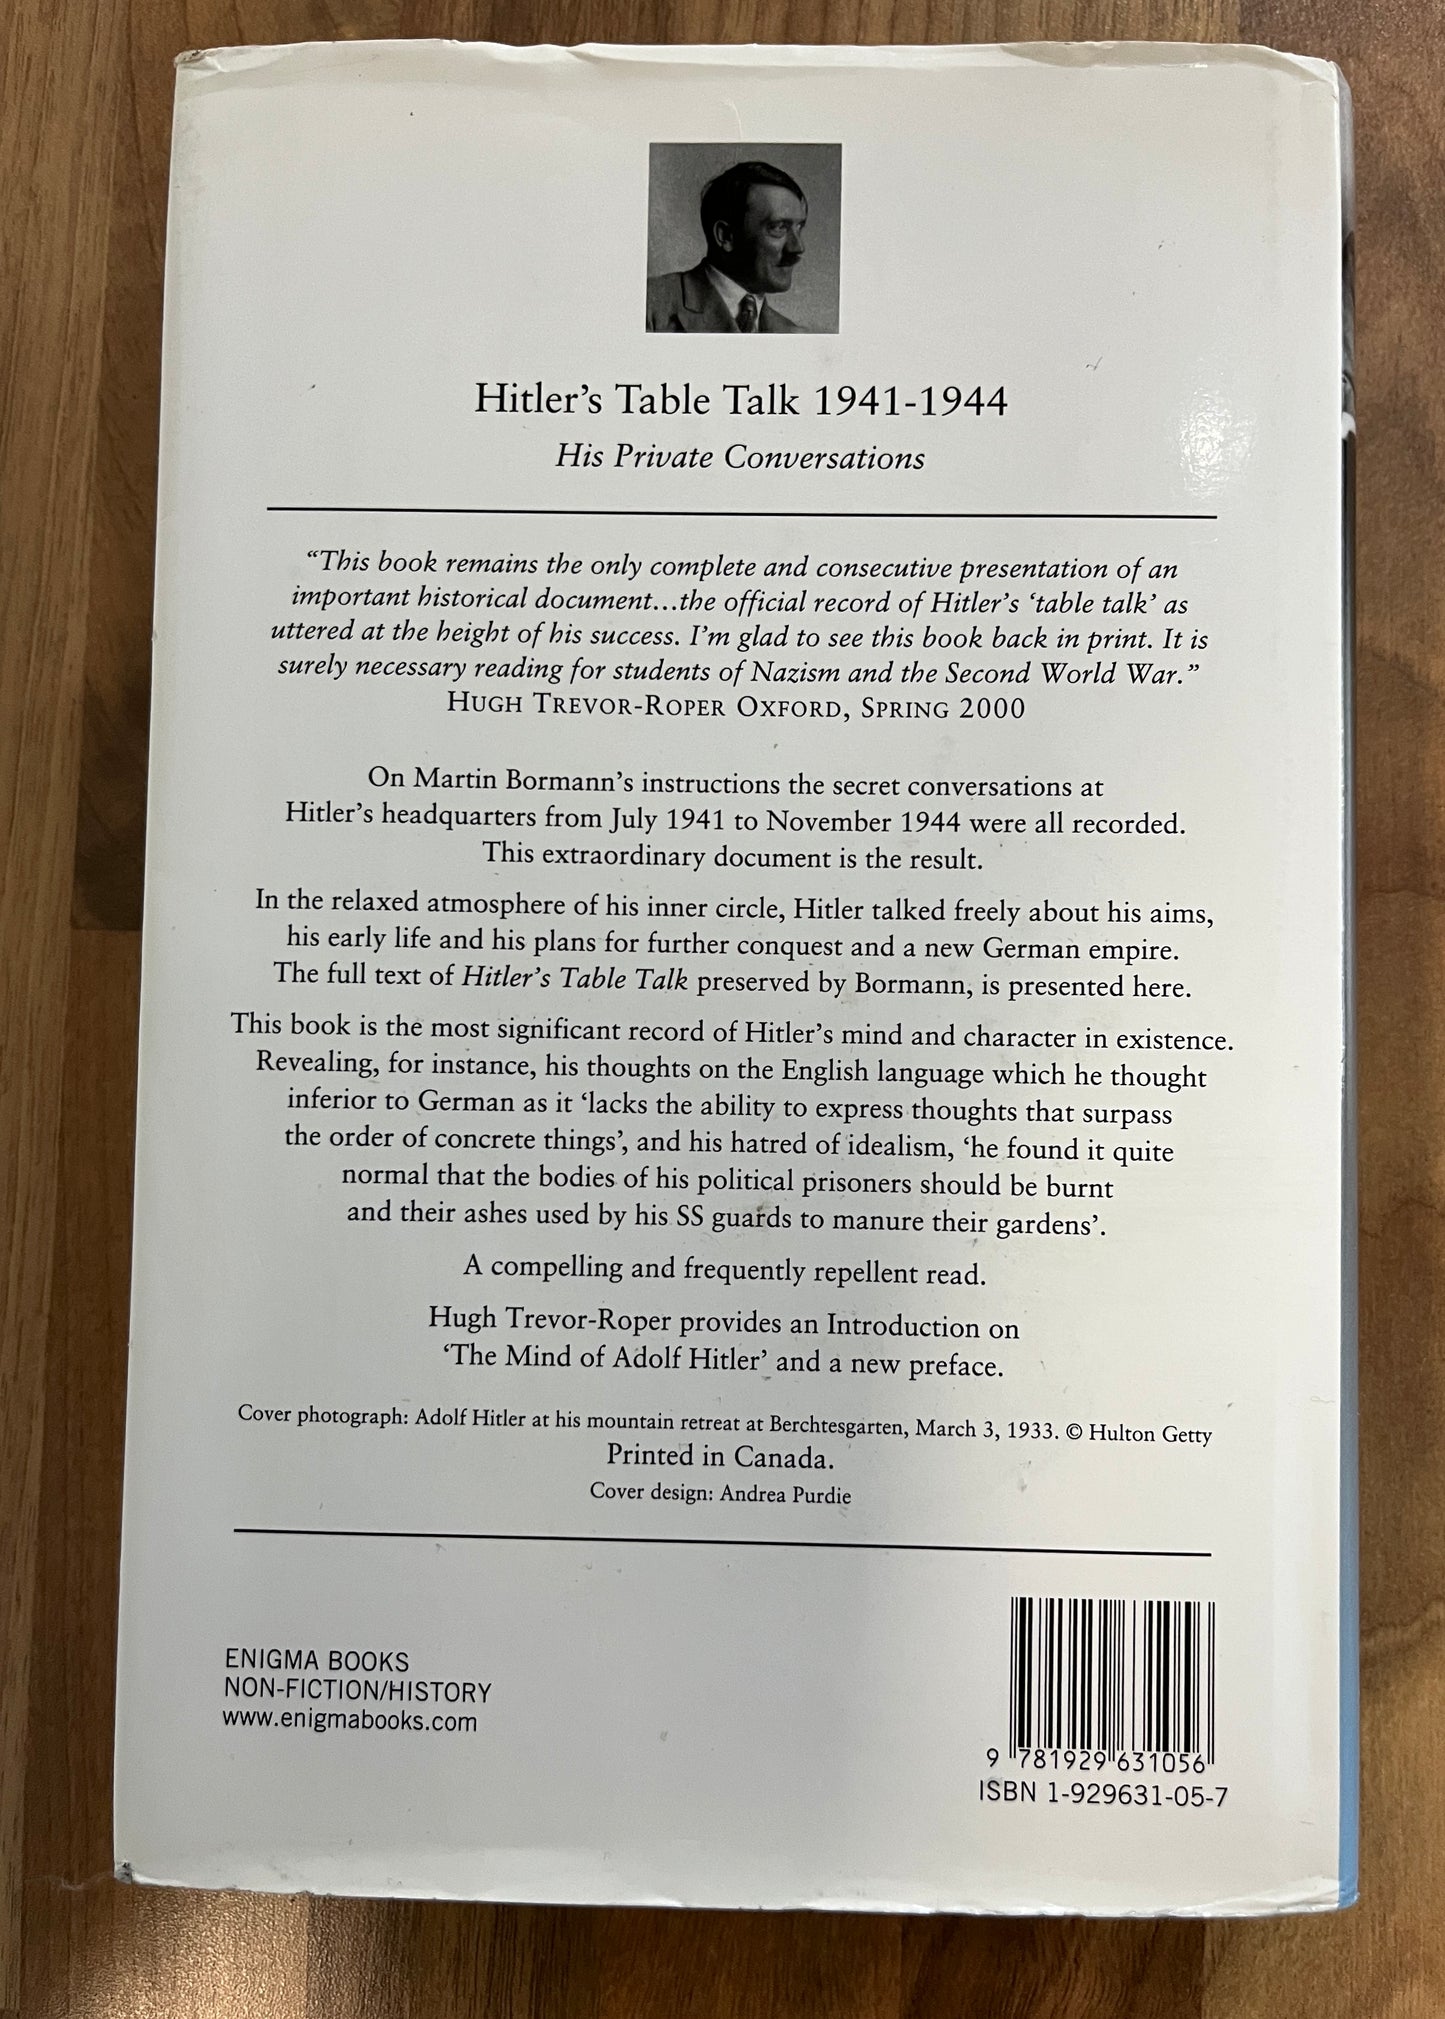 Hitler's Table Talk 1941-1944
His Private Conversations
“This book remains the only complete and consecutive presentation of an
important historical document...the official record of Hitler's ‘table talk’ as
uttered at the height of his success. I'm glad to see this book back in print. It is
surely necessary reading for students of Nazism and the Second World War.”
HUGH TREVOR-ROPER OXFORD, SPRING 2000
On Martin Bormann's instructions the secret conversations at
Hitler's headquarters from July 1941 to November 1944 were all recorded.
This extraordinary document is the result.
In the relaxed atmosphere of his inner circle, Hitler talked freely about his aims,
his early life and his plans for further conquest and a new German empire.
The full text of Hitler's Table Talk preserved by Bormann, is presented here.
This book is the most significant record of Hitler's mind and character in existence.
Revealing, for instance, his thoughts on the English language which he thought
inferior to German as it ‘lacks the ability to express thoughts that surpass
the order of concrete things’, and his hatred of idealism, ‘he found it quite
normal that the bodies of his political prisoners should be burnt
and their ashes used by his SS guards to manure their gardens’.
A compelling and frequently repellent read.
Hugh Trevor-Roper provides an Introduction on
‘The Mind of Adolf Hitler’ and a new preface.
Cover photograph: Adolf Hitler at his mountain retreat at Berchtesgarten, March 3, 1933. © Hulton Getty
Printed in Canada.
Cover design: Andrea Purdie
ENIGMA BOOKS
NON-FICTION/HISTORY
www.enigmabooks.com
9 781929 631056
ISBN 1-929631-05-7